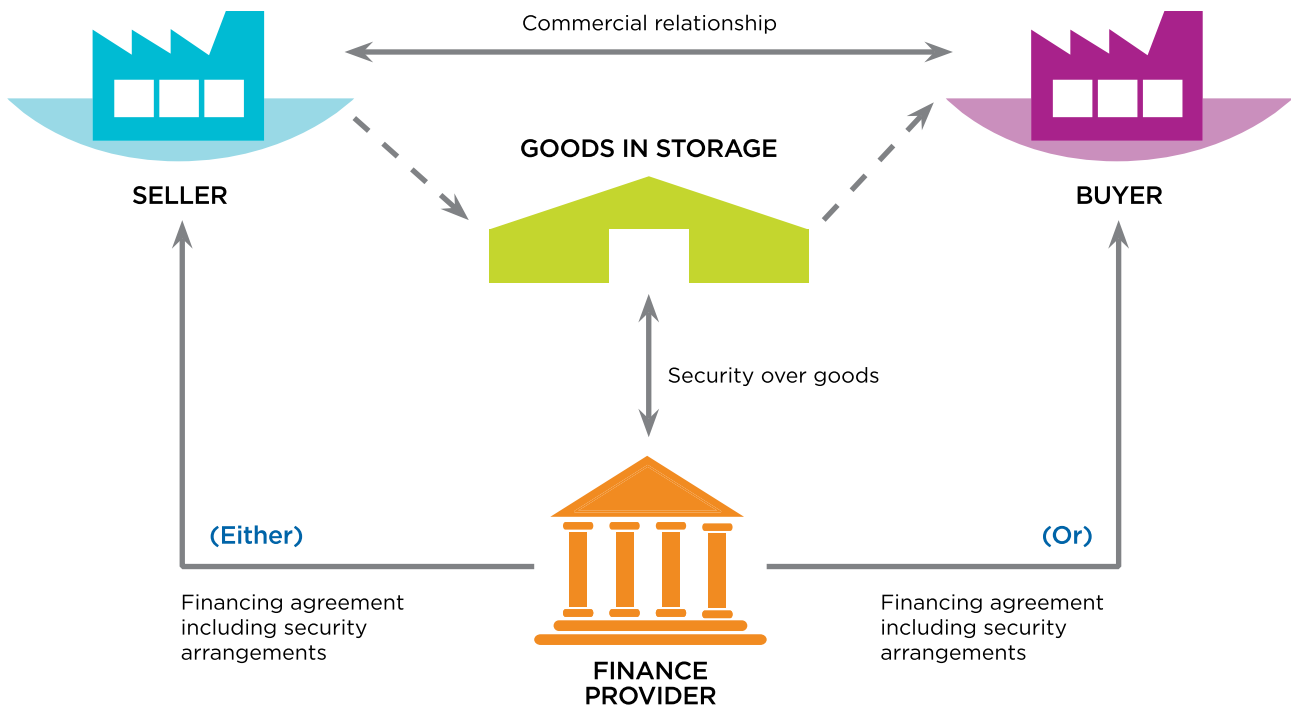 Commercial relationship
GOODS IN STORAGE
SELLER
BUYER
Security over goods
(Either)
(Or)
Financing agreement
including security
arrangements
Financing agreement
including security
arrangements
FINANCE
PROVIDER